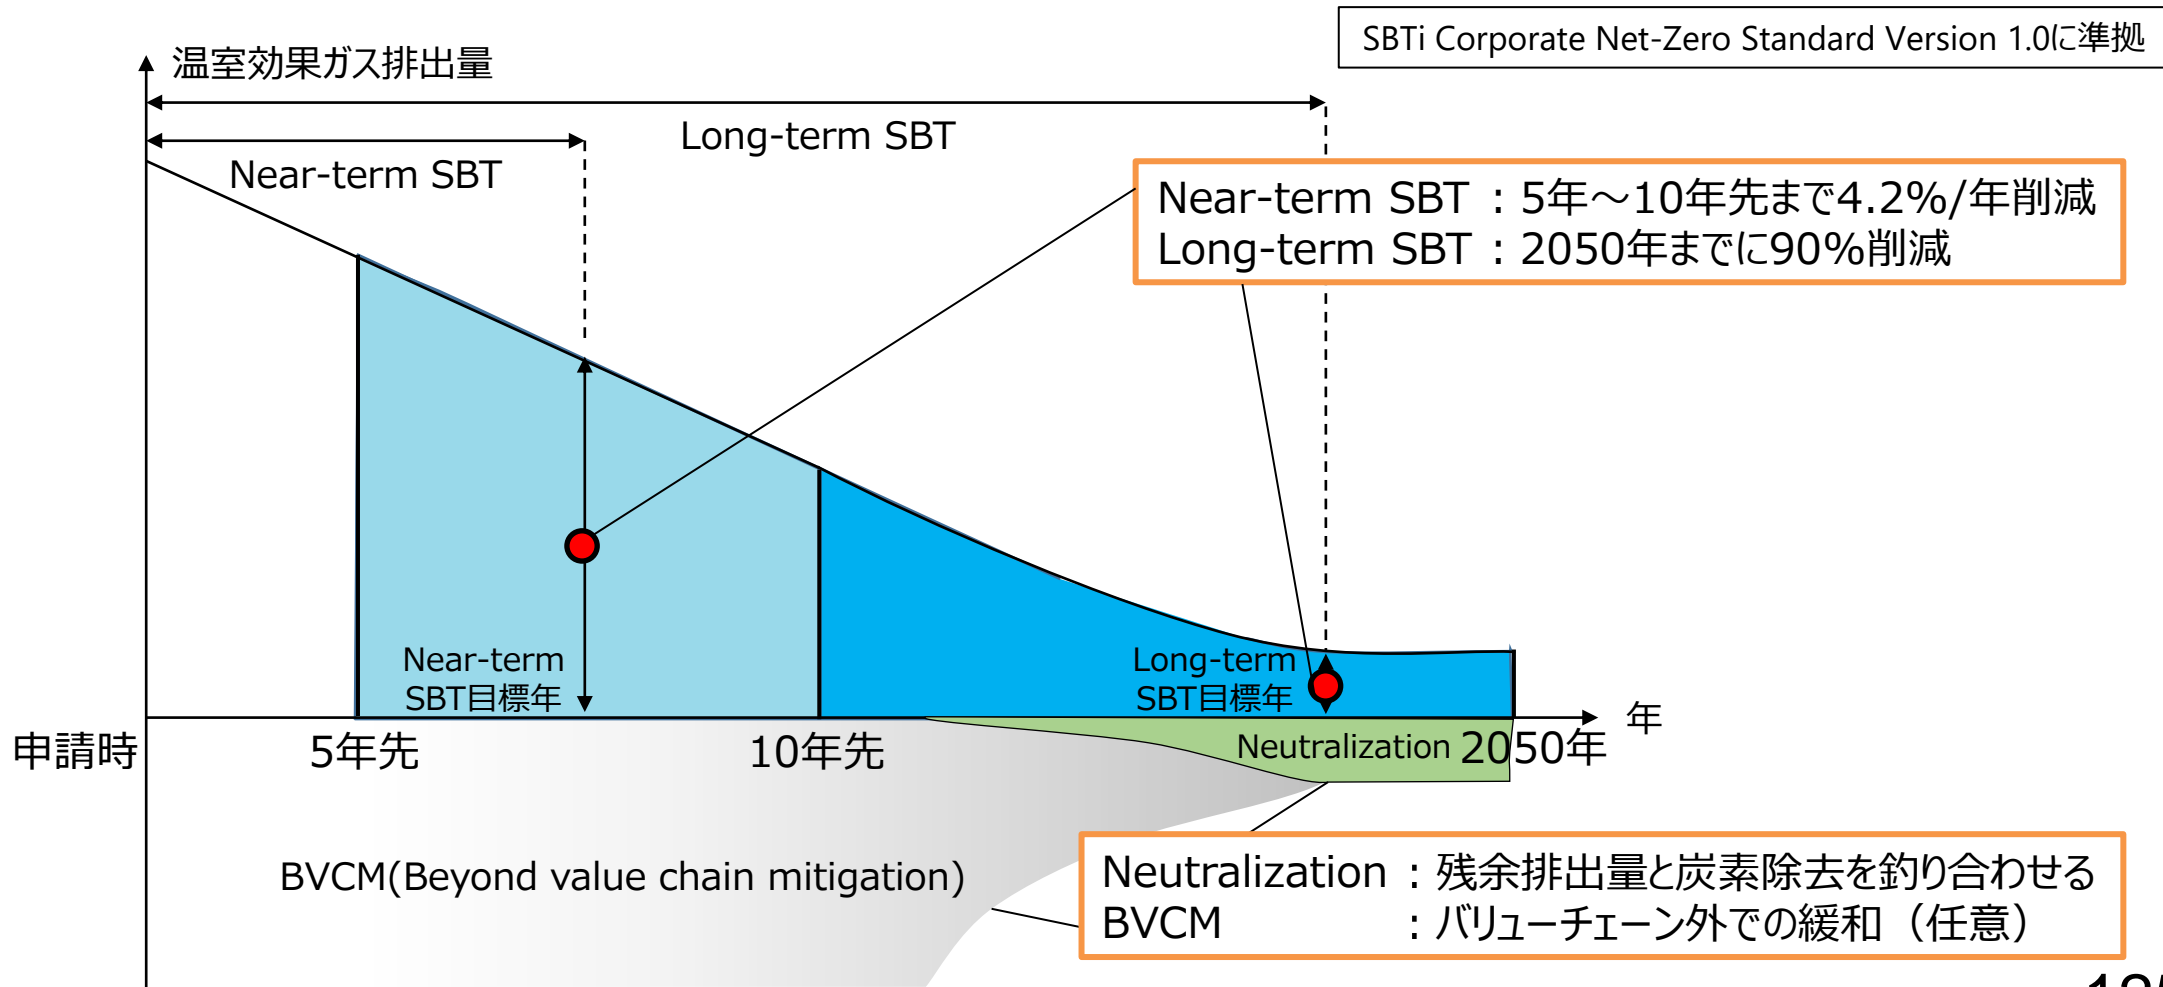 SBTi Corporate Net-Zero Standard Version 1.0に準拠
温室効果ガス排出量
Long-term SBT
Near-term SBT
Near-term SBT：5年～10年先まで4.2%/年削減
Long-term SBT：2050年までに90%削減
Near-term
SBT目標年
Long-term
SBT目標年
年
申請時
5年先
10年先
Neutralization
2050年
BVCM(Beyond value chain mitigation)
Neutralization：残余排出量と炭素除去を釣り合わせる
BVCM：バリューチェーン外での緩和（任意）